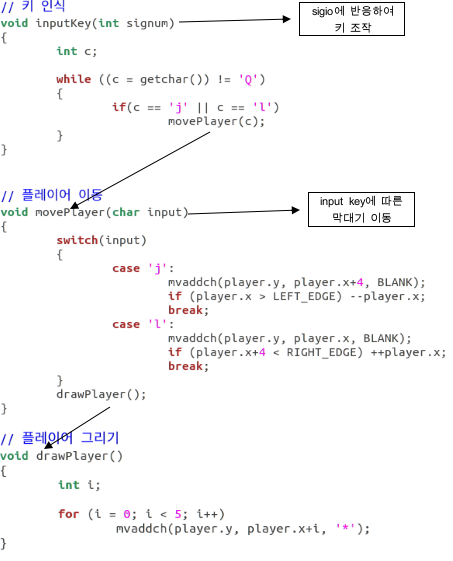 // 키 인식
void inputKey(int signum)
sigio에 반응하여
키 조작
{
int c;
while ((c = getchar()) != 'Q')
{
if(c == 'j' || c == 'l')
movePlayer(c);
}
}
// 플레이어 이동
void movePlayer(char input)
input key에 따른
막대기 이동
{
switch(input)
{
case 'j':
mvaddch(player.y, player.x+4, BLANK);
if (player.x > LEFT_EDGE) --player.x;
break;
case 'l':
mvaddch(player.y, player.x, BLANK);
if (player.x+4 < RIGHT_EDGE) ++player.x;
break;
}
drawPlayer();
}
// 플레이어 그리기
void drawPlayer()
{
int i;
for (i = 0; i < 5; i++)
mvaddch(player.y, player.x+i, '*');
}